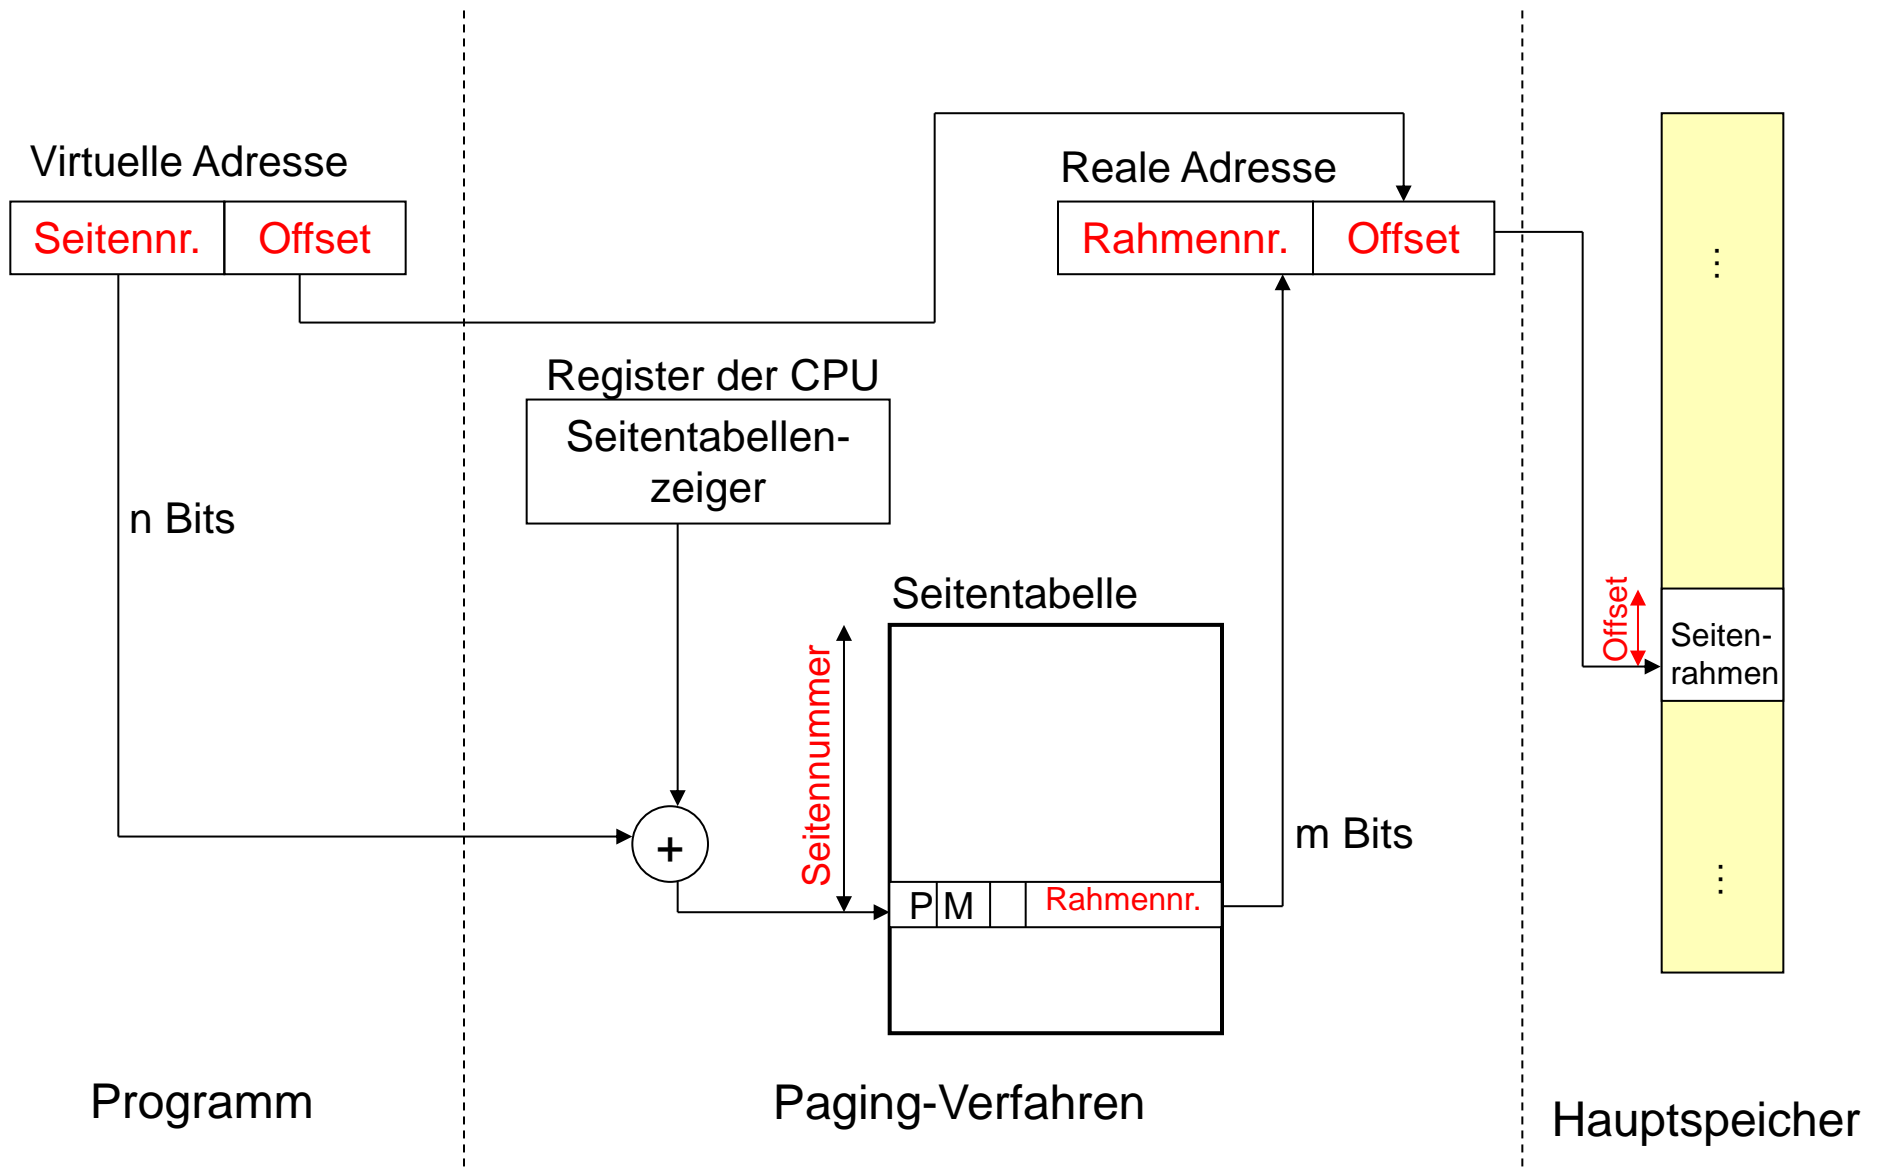 Virtuelle Adresse
Seitennr. Offset
n Bits
Programm
Register der CPU
Seitentabellen-
zeiger
+
Seitentabelle
Seitennummer
P M Rahmennr.
Reale Adresse
Rahmennr. Offset
m Bits
Paging-Verfahren
...
Offset
Seiten-
rahmen
...
Hauptspeicher